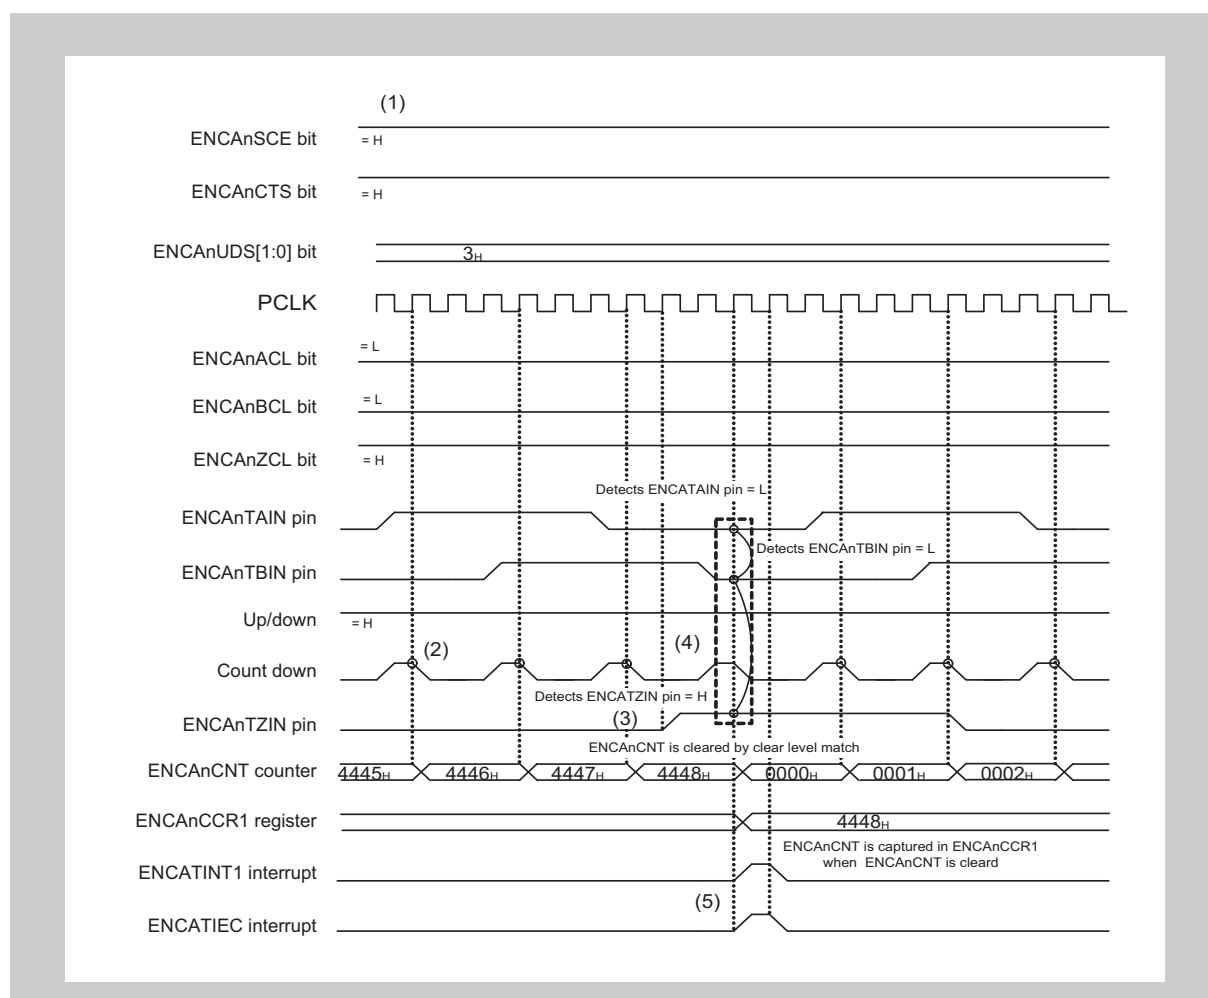 (1)
ENCAnSCE bit
= H
ENCAnCTS bit
= H
ENCAnUDS[1:0] bit
3H
PCLK
= L
ENCAnACL bit
= L
ENCAnBCL bit
ENCAnZCL bit
= H
Detects ENCATAIN pin = L
ENCAnTAIN pin
Detects ENCAnTBIN pin = L
ENCAnTBIN pin
Up/down
= H
(2)
(4)
Count down
Detects ENCATZIN pin = H
(3)
ENCAnTZIN pin
ENCAnCNT is cleared by clear level match
ENCAnCNT counter
4445H 4446H 4447H 4448H 0000H 0001H 0002H
ENCAnCCR1 register
4448H
ENCAnCNT is captured in ENCAnCCR1
when ENCAnCNT is cleard
ENCATINT1 interrupt
(5)
ENCATIEC interrupt